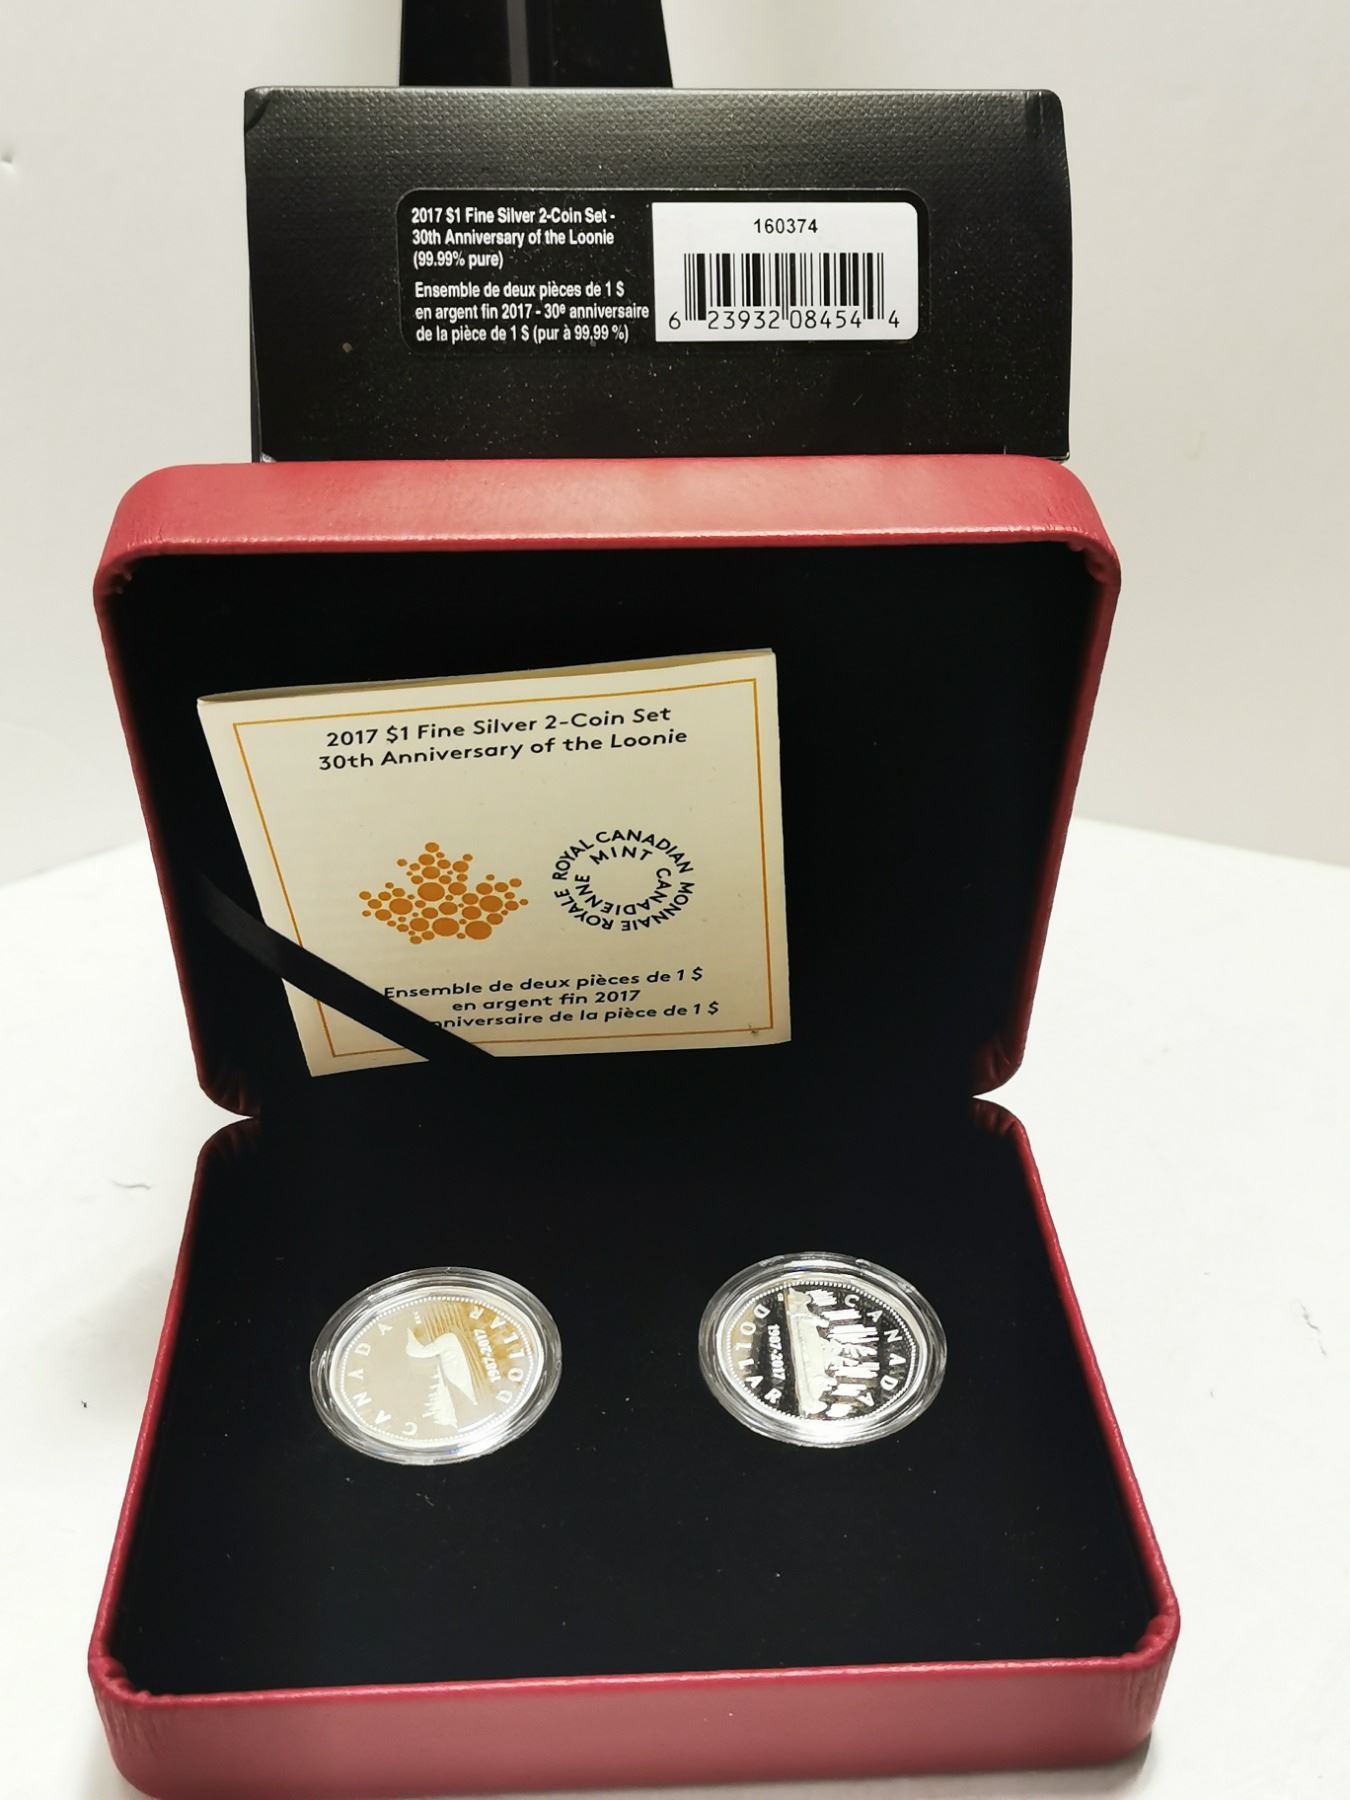 2017 $1 Fine Silver 2-Coin Set -
30th Anniversary of the Loonie
(99.99% pure)
Ensemble de deux pièces de 1 $
en argent fin 2017 - 30e anniversaire
de la pièce de 1 $ (pur à 99,99 %)
160374
6 23932 08454 4
2017 $1 Fine Silver 2-Coin Set
30th Anniversary of the Loonie
ROYAL CANADIAN MINT
MONNAIE ROYALE CANADIENNE
Ensemble de deux pièces de 1 $
en argent fin 2017
nniversaire de la pièce de 1 $
CANADA
1987-2017
DOLLAR
CANADA
1987-2017
DOLLAR